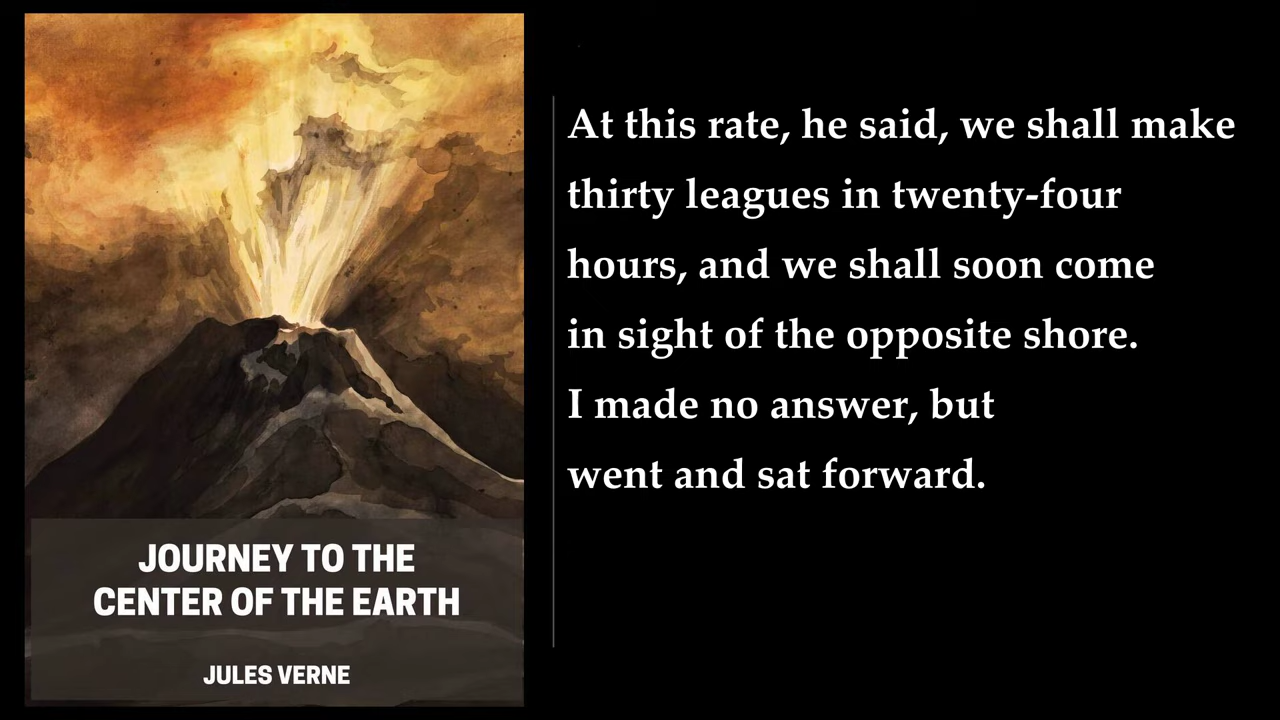 JOURNEY TO THE
CENTER OF THE EARTH
JULES VERNE
At this rate, he said, we shall make
thirty leagues in twenty-four
hours, and we shall soon come
in sight of the opposite shore.
I made no answer, but
went and sat forward.